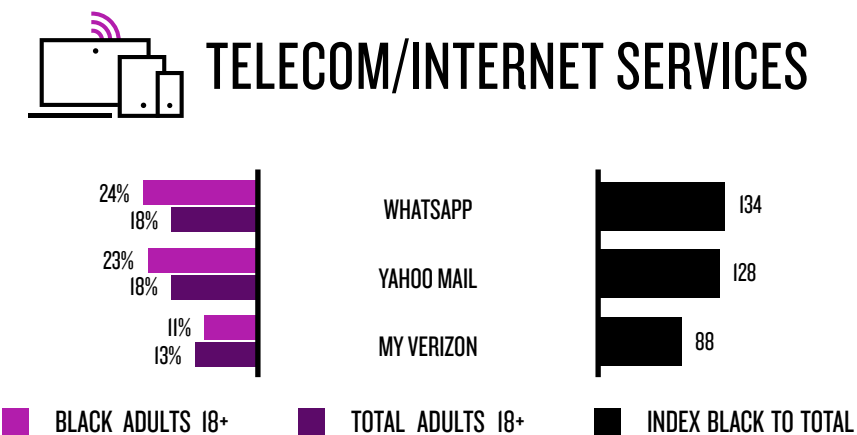 TELECOM/INTERNET SERVICES
24%
18%
WHATSAPP
134
23%
18%
YAHOO MAIL
128
11%
13%
MY VERIZON
88
BLACK ADULTS 18+
TOTAL ADULTS 18+
INDEX BLACK TO TOTAL